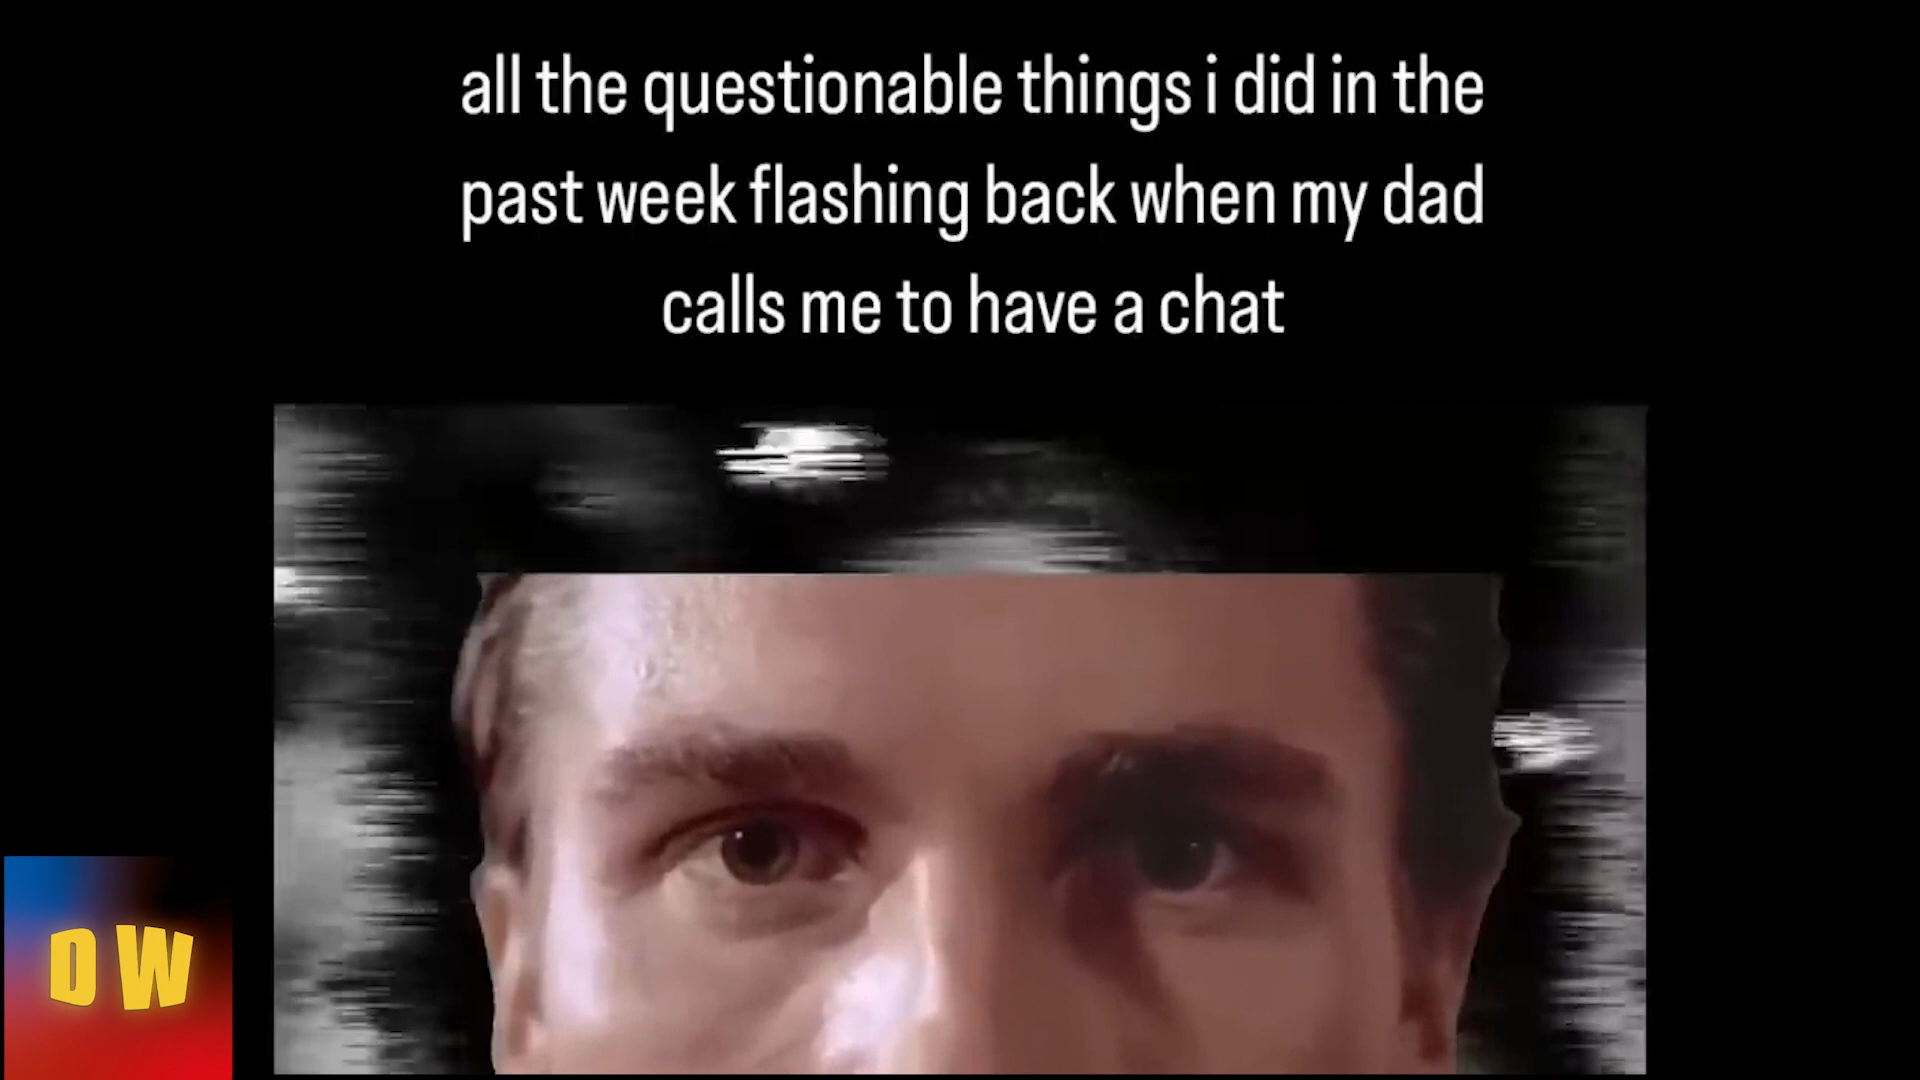 all the questionable things i did in the
past week flashing back when my dad
calls me to have a chat
OW